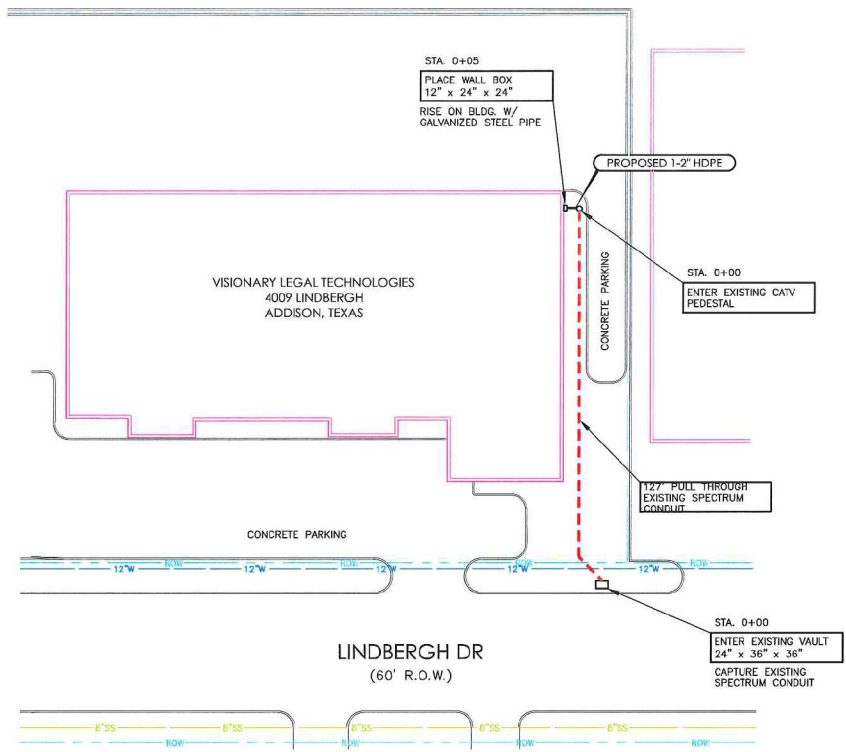 STA. 0+05
PLACE WALL BOX
12" x 24" x 24"
RISE ON BLDG. W/
GALVANIZED STEEL PIPE
PROPOSED 1-2" HDPE
VISIONARY LEGAL TECHNOLOGIES
4009 LINDBERGH
ADDISON, TEXAS
CONCRETE PARKING
STA. 0+00
ENTER EXISTING CATV
PEDESTAL
127' PULL THROUGH
EXISTING SPECTRUM
CONDUIT
CONCRETE PARKING
ROW ROW ROW ROW
12"W 12"W 12"W 12"W 12"W
STA. 0+00
ENTER EXISTING VAULT
24" x 36" x 36"
CAPTURE EXISTING
SPECTRUM CONDUIT
LINDBERGH DR
(60' R.O.W.)
8"SS 8"SS 8"SS 8"SS 8"SS
ROW ROW ROW ROW